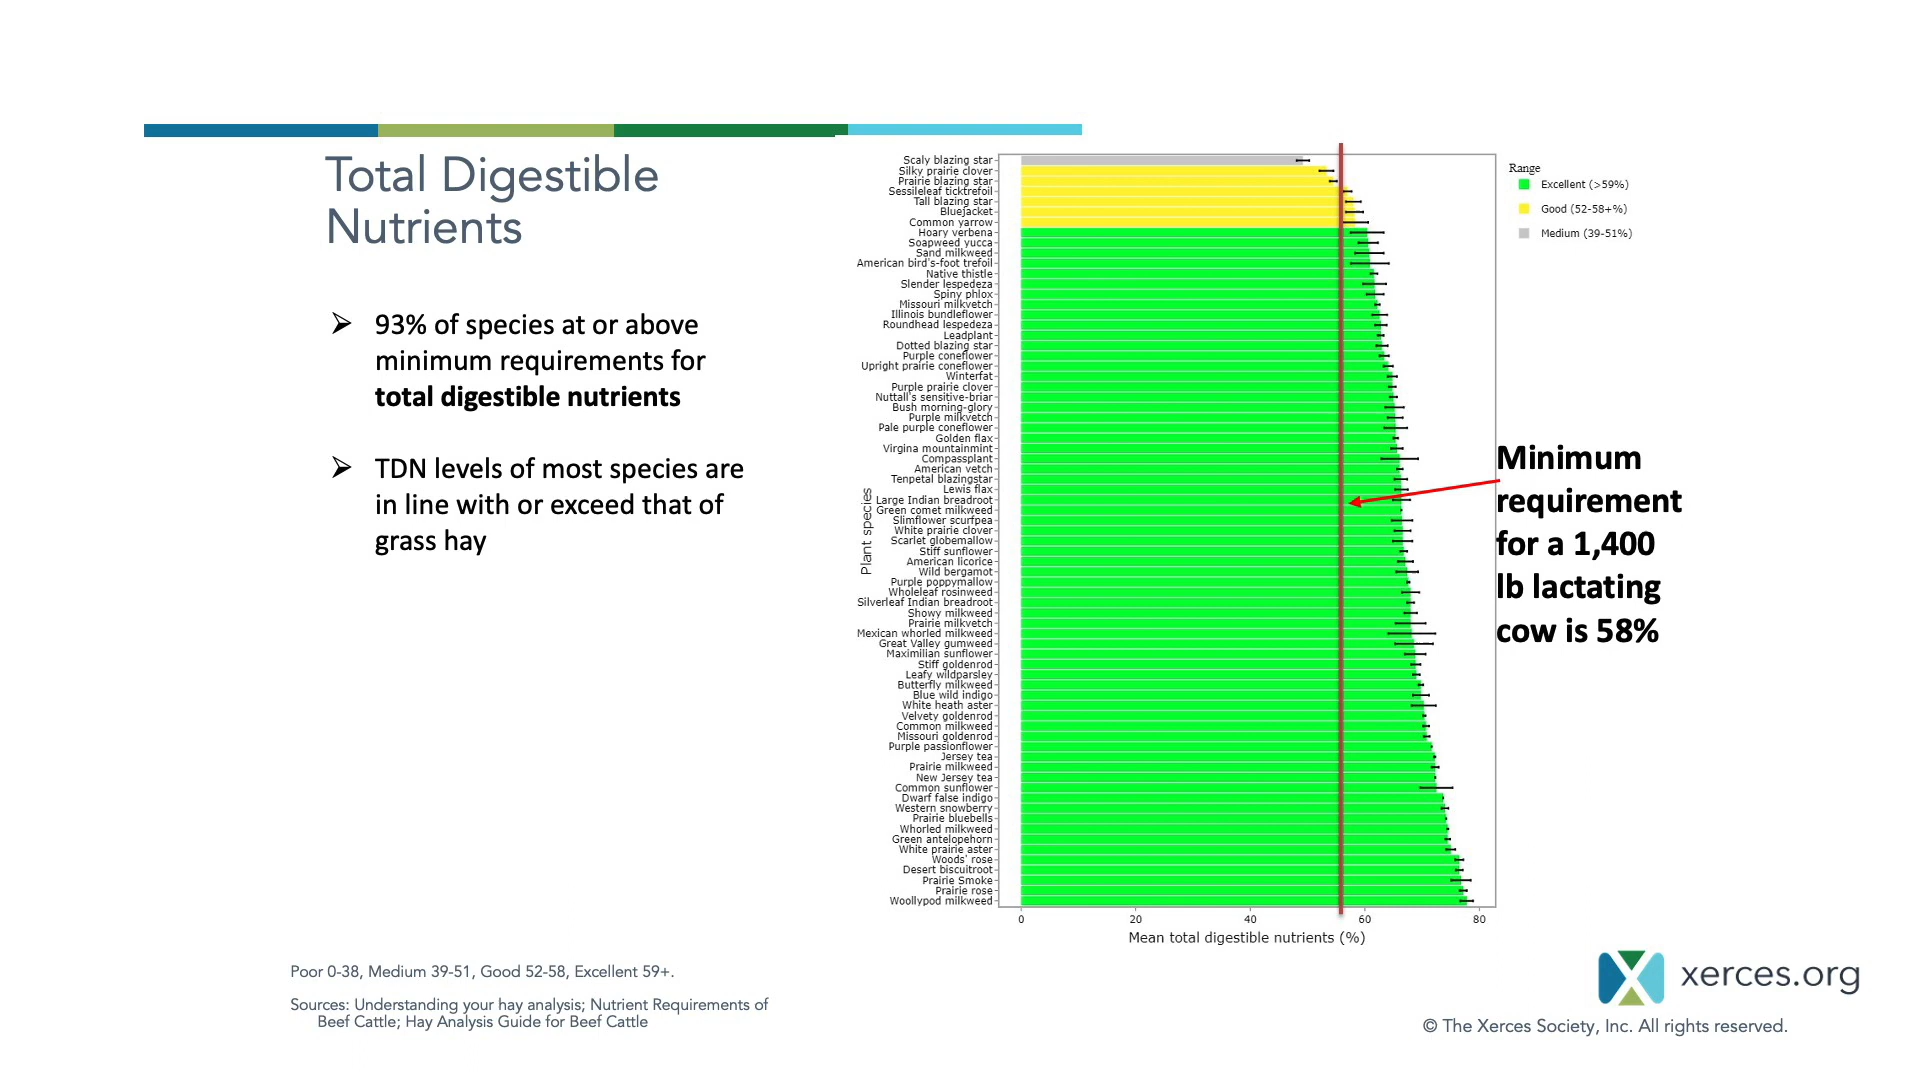 Total Digestible
Nutrients
➢ 93% of species at or above
minimum requirements for
total digestible nutrients
➢ TDN levels of most species are
in line with or exceed that of
grass hay
Plant species
Scaly blazing star
Silky prairie clover
Prairie blazing star
Sessileleaf ticktrefoil
Tall blazing star
Bluejacket
Common yarrow
Hoary verbena
Soapweed yucca
Sand milkweed
American bird's-foot trefoil
Native thistle
Slender lespedeza
Spiny phlox
Missouri milkvetch
Illinois bundleflower
Roundhead lespedeza
Leadplant
Dotted blazing star
Purple coneflower
Upright prairie coneflower
Winterfat
Purple prairie clover
Nuttall's sensitive-briar
Bush morning-glory
Purple milkvetch
Pale purple coneflower
Golden flax
Virgina mountainmint
Compassplant
American vetch
Tenpetal blazingstar
Lewis flax
Large Indian breadroot
Green comet milkweed
Slimflower scurfpea
White prairie clover
Scarlet globemallow
Stiff sunflower
American licorice
Wild bergamot
Purple poppymallow
Wholeleaf rosinweed
Silverleaf Indian breadroot
Showy milkweed
Prairie milkvetch
Mexican whorled milkweed
Great Valley gumweed
Maximilian sunflower
Stiff goldenrod
Leafy wildparsley
Butterfly milkweed
Blue wild indigo
White heath aster
Velvety goldenrod
Common milkweed
Missouri goldenrod
Purple passionflower
Jersey tea
Prairie milkweed
New Jersey tea
Common sunflower
Dwarf false indigo
Western snowberry
Prairie bluebells
Whorled milkweed
Green antelopehorn
White prairie aster
Woods' rose
Desert biscuitroot
Prairie Smoke
Prairie rose
Woollypod milkweed
0 20 40 60 80
Mean total digestible nutrients (%)
Range
Excellent (>59%)
Good (52-58+%)
Medium (39-51%)
Minimum
requirement
for a 1,400
lb lactating
cow is 58%
Poor 0-38, Medium 39-51, Good 52-58, Excellent 59+.
Sources: Understanding your hay analysis; Nutrient Requirements of
Beef Cattle; Hay Analysis Guide for Beef Cattle
xerces.org
© The Xerces Society, Inc. All rights reserved.